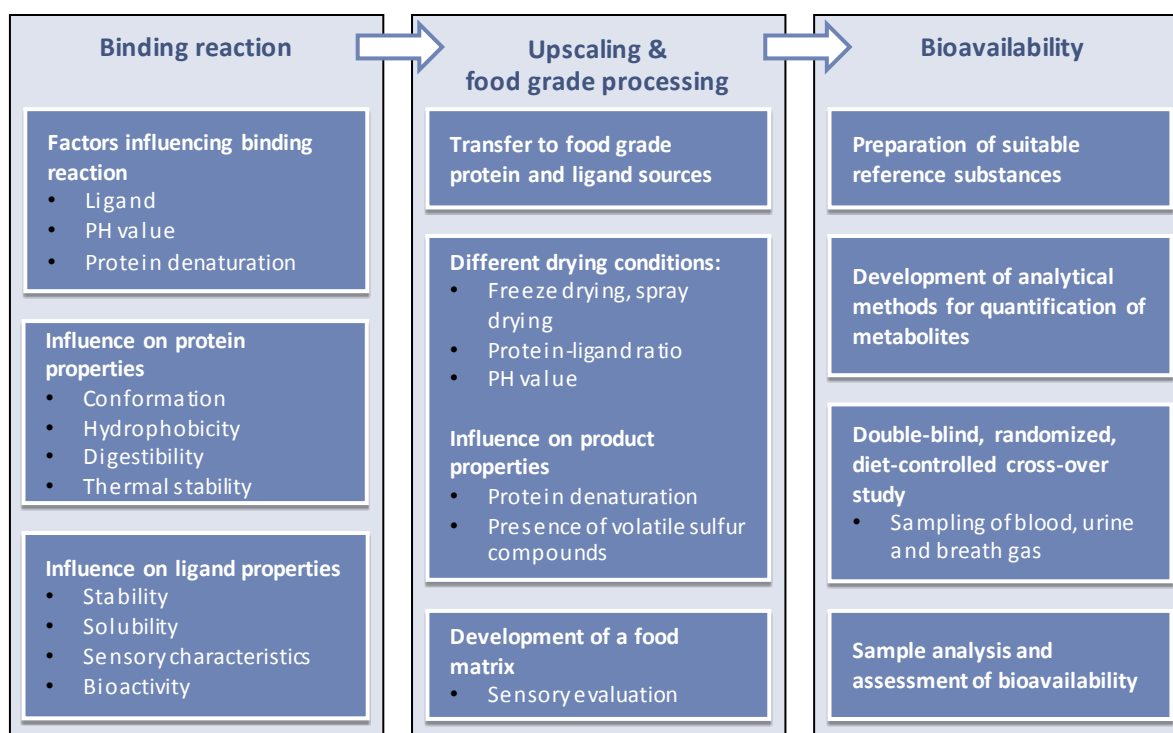 Binding reaction
Factors influencing binding
reaction
• Ligand
• PH value
• Protein denaturation
Influence on protein
properties
• Conformation
• Hydrophobicity
• Digestibility
• Thermal stability
Influence on ligand properties
• Stability
• Solubility
• Sensory characteristics
• Bioactivity
Upscaling &
food grade processing
Transfer to food grade
protein and ligand sources
Different drying conditions:
• Freeze drying, spray
drying
• Protein-ligand ratio
• PH value
Influence on product
properties
• Protein denaturation
• Presence of volatile sulfur
compounds
Development of a food
matrix
• Sensory evaluation
Bioavailability
Preparation of suitable
reference substances
Development of analytical
methods for quantification of
metabolites
Double-blind, randomized,
diet-controlled cross-over
study
• Sampling of blood, urine
and breath gas
Sample analysis and
assessment of bioavailability